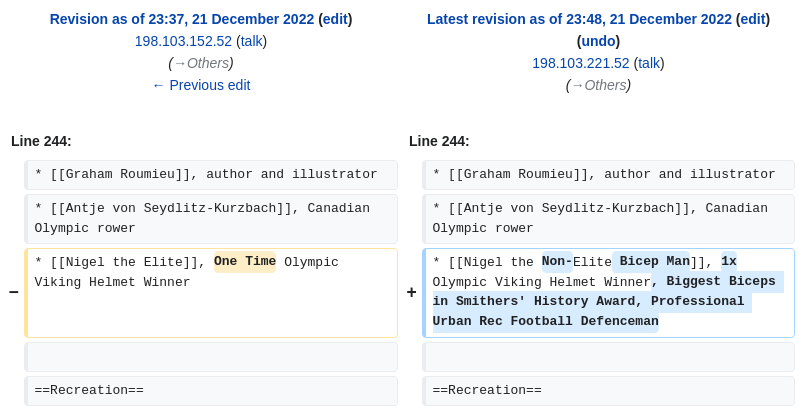 Revision as of 23:37, 21 December 2022 (edit)
198.103.152.52 (talk)
(→Others)
← Previous edit
Latest revision as of 23:48, 21 December 2022 (edit)
(undo)
198.103.221.52 (talk)
(→Others)
Line 244:
Line 244:
* [[Graham Roumieu]], author and illustrator
* [[Graham Roumieu]], author and illustrator
* [[Antje von Seydlitz-Kurzbach]], Canadian
Olympic rower
* [[Antje von Seydlitz-Kurzbach]], Canadian
Olympic rower
− * [[Nigel the Elite]], One Time Olympic
Viking Helmet Winner
+ * [[Nigel the Non-Elite Bicep Man]], 1x
Olympic Viking Helmet Winner, Biggest Biceps
in Smithers' History Award, Professional
Urban Rec Football Defenceman
==Recreation==
==Recreation==